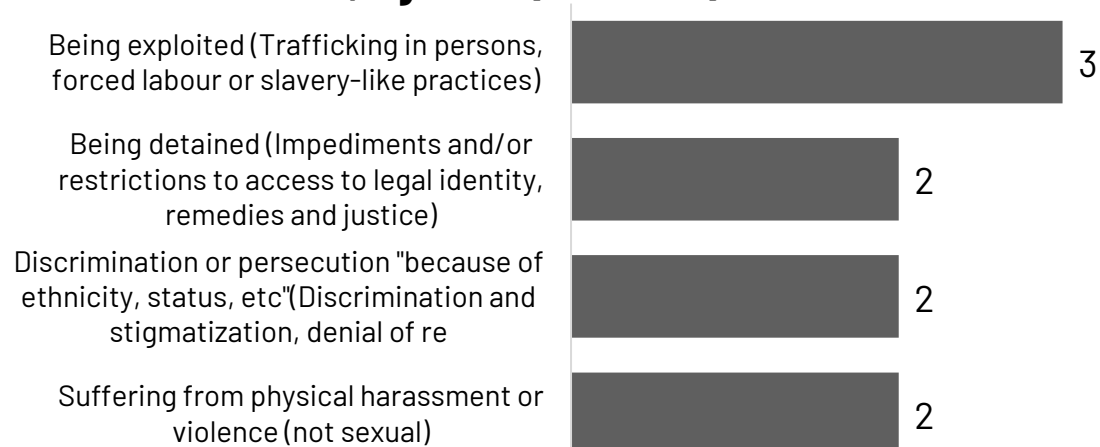 Being exploited (Trafficking in persons,
forced labour or slavery-like practices)
3
Being detained (Impediments and/or
restrictions to access to legal identity,
remedies and justice)
2
Discrimination or persecution "because of
ethnicity, status, etc"(Discrimination and
stigmatization, denial of re
2
Suffering from physical harassment or
violence (not sexual)
2